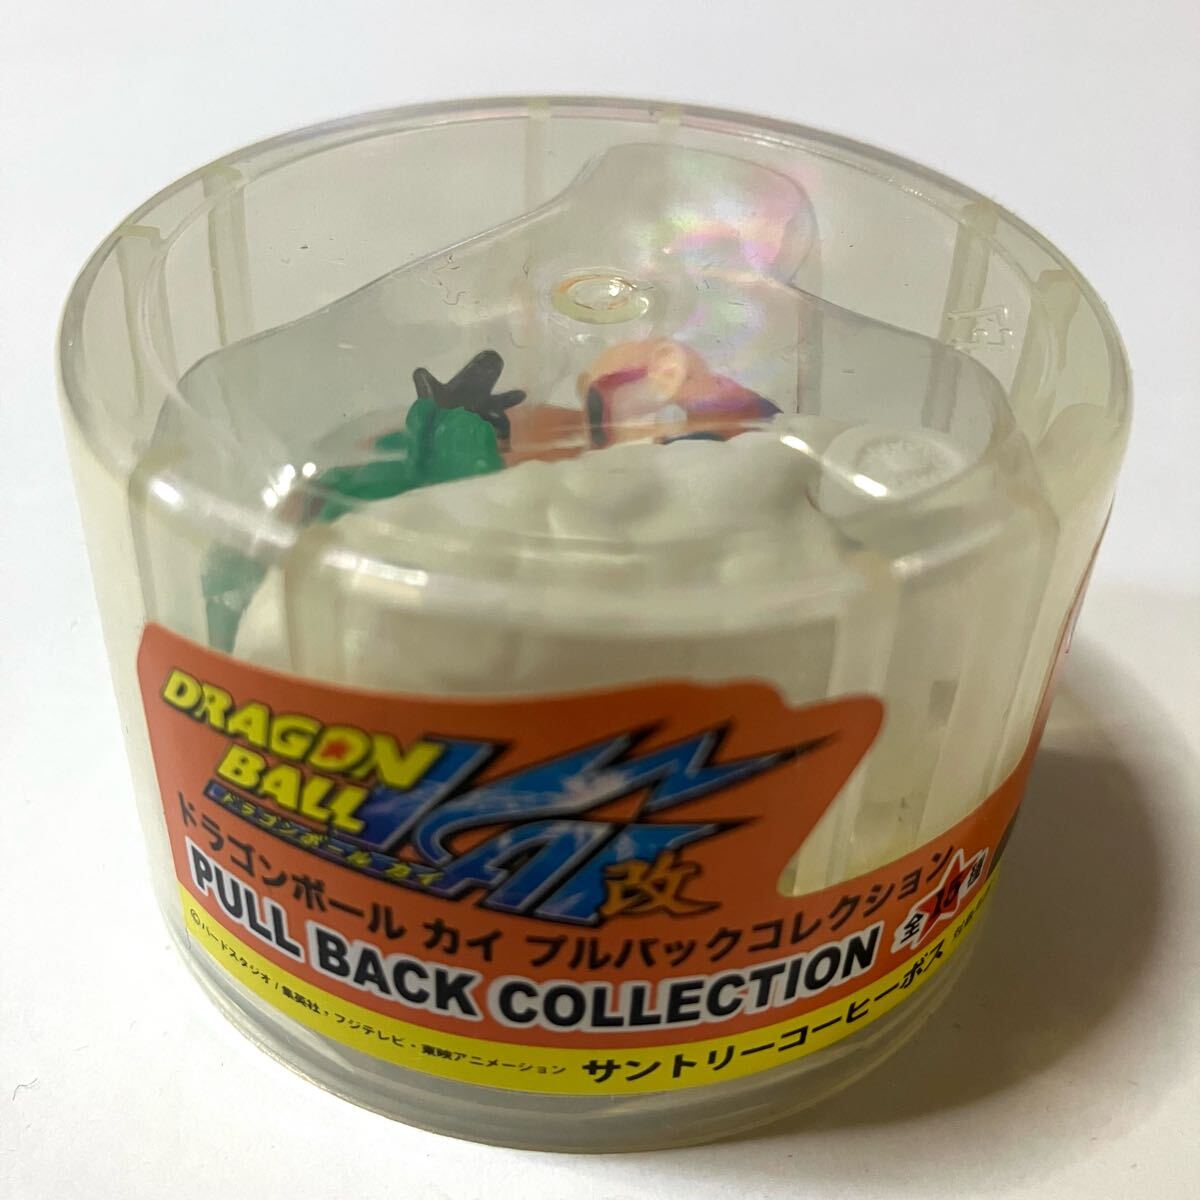 DRAGON
BALL
KAI
ドラゴンボール カイ
改
ドラゴンボール カイ プルバックコレクション
PULL BACK COLLECTION
全
種
©バードスタジオ/集英社・フジテレビ・東映アニメーション
サントリーコーヒーボス